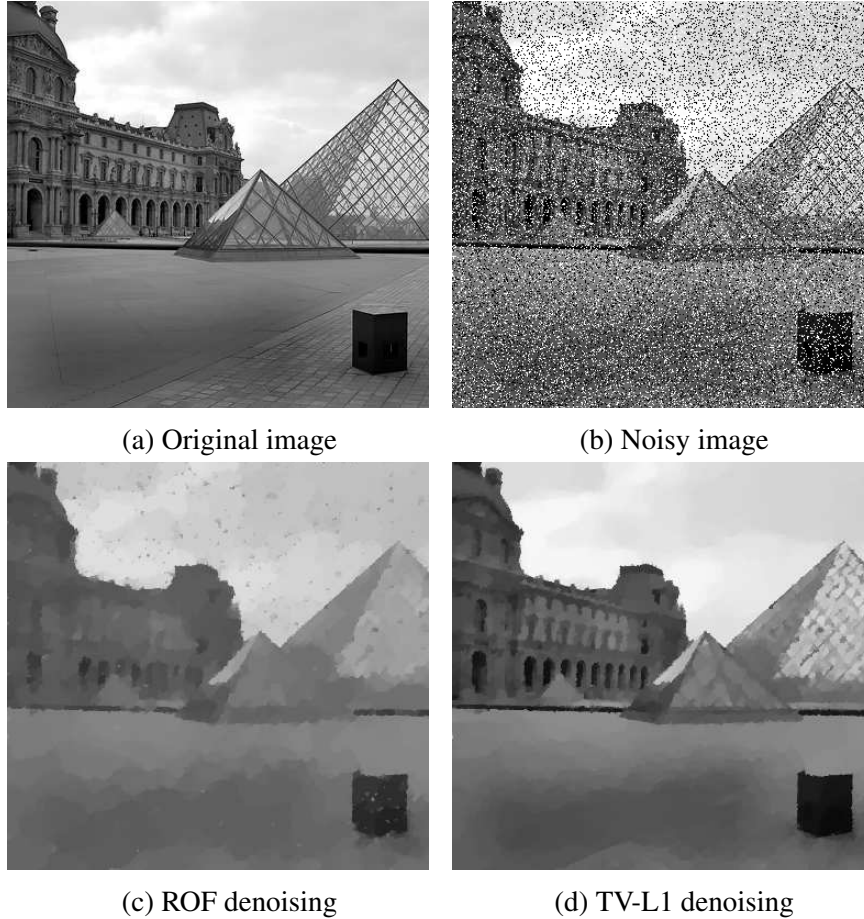 (a) Original image
(b) Noisy image
(c) ROF denoising
(d) TV-L1 denoising